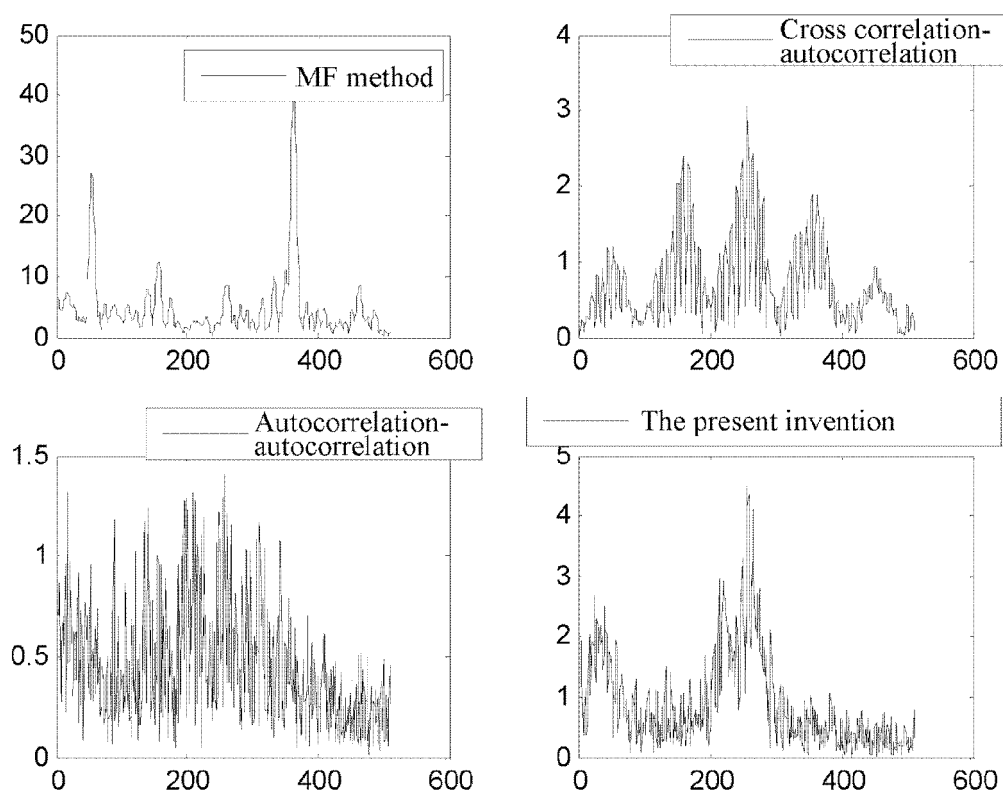 50
MF method
40
30
20
10
0
0 200 400 600
4
Cross correlation-
autocorrelation
3
2
1
0
0 200 400 600
Autocorrelation-
autocorrelation
1.5
1
0.5
0
0 200 400 600
The present invention
5
4
3
2
1
0
0 200 400 600